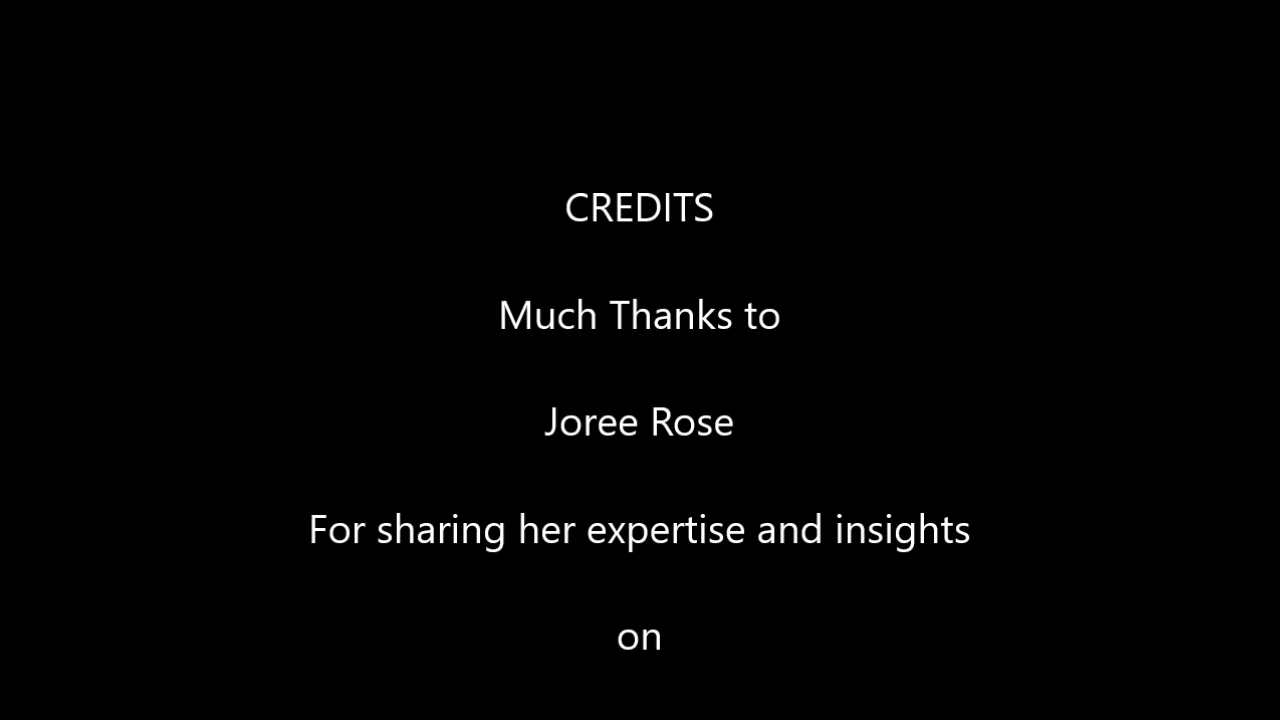 CREDITS
Much Thanks to
Joree Rose
For sharing her expertise and insights
on